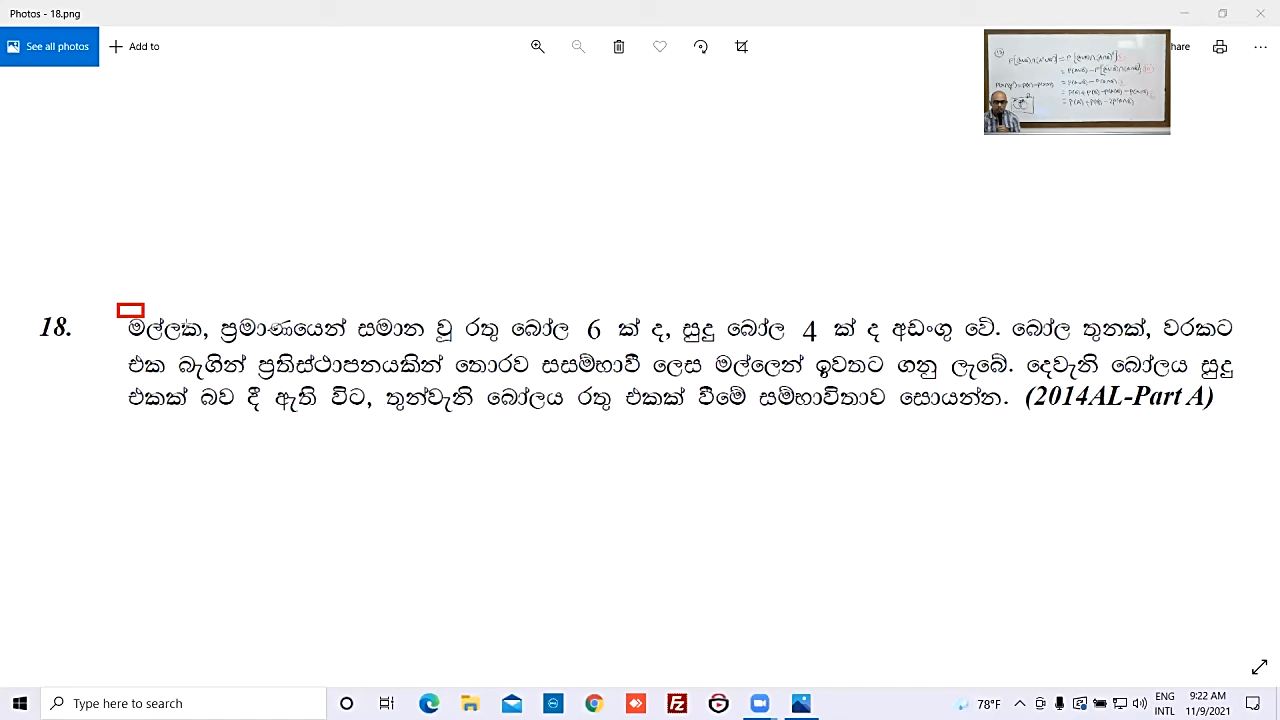 Photos - 18.png
See all photos
Add to
hare
18. මල්ලක, ප්‍රමාණයෙන් සමාන වූ රතු බෝල 6 ක් ද, සුදු බෝල 4 ක් ද අඩංගු වේ. බෝල තුනක්, වරකට
එක බැගින් ප්‍රතිස්ථාපනයකින් තොරව සසම්භාවී ලෙස මල්ලෙන් ඉවතට ගනු ලැබේ. දෙවැනි බෝලය සුදු
එකක් බව දී ඇති විට, තුන්වැනි බෝලය රතු එකක් වීමේ සම්භාවිතාව සොයන්න. (2014AL-Part A)
Type here to search
78°F
ENG
INTL
9:22 AM
11/9/2021